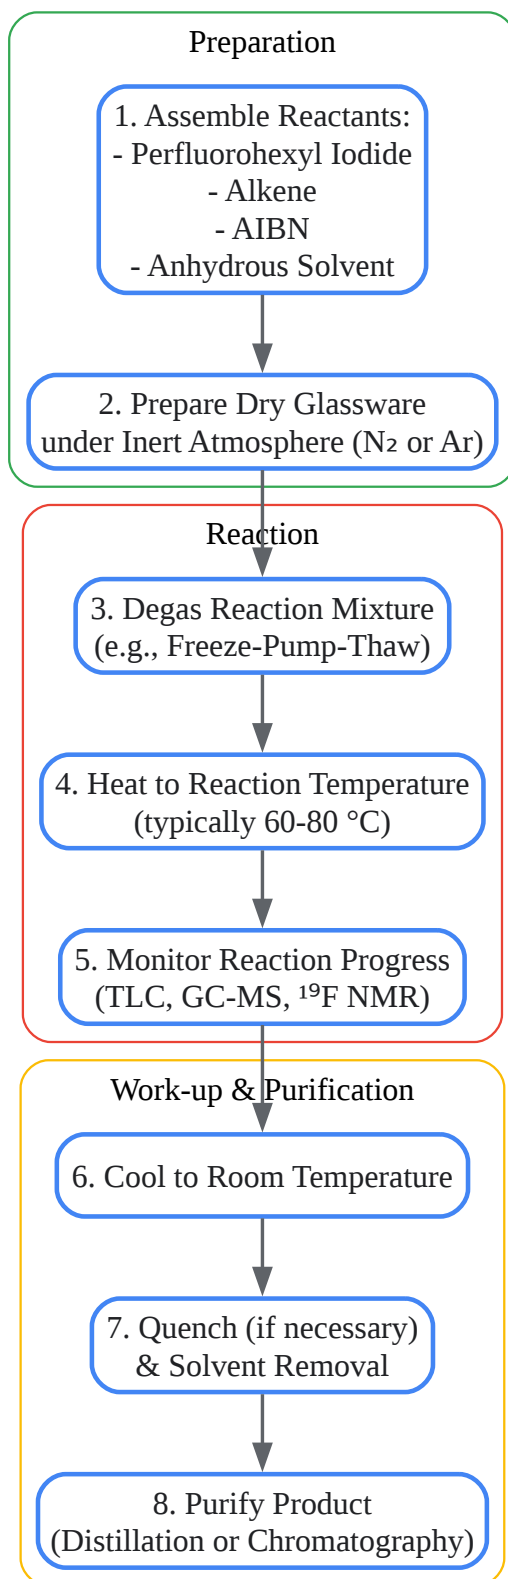 Preparation
1. Assemble Reactants:
- Perfluorohexyl Iodide
- Alkene
- AIBN
- Anhydrous Solvent
2. Prepare Dry Glassware
under Inert Atmosphere (N₂ or Ar)
Reaction
3. Degas Reaction Mixture
(e.g., Freeze-Pump-Thaw)
4. Heat to Reaction Temperature
(typically 60-80 °C)
5. Monitor Reaction Progress
(TLC, GC-MS, ¹⁹F NMR)
Work-up & Purification
6. Cool to Room Temperature
7. Quench (if necessary)
& Solvent Removal
8. Purify Product
(Distillation or Chromatography)